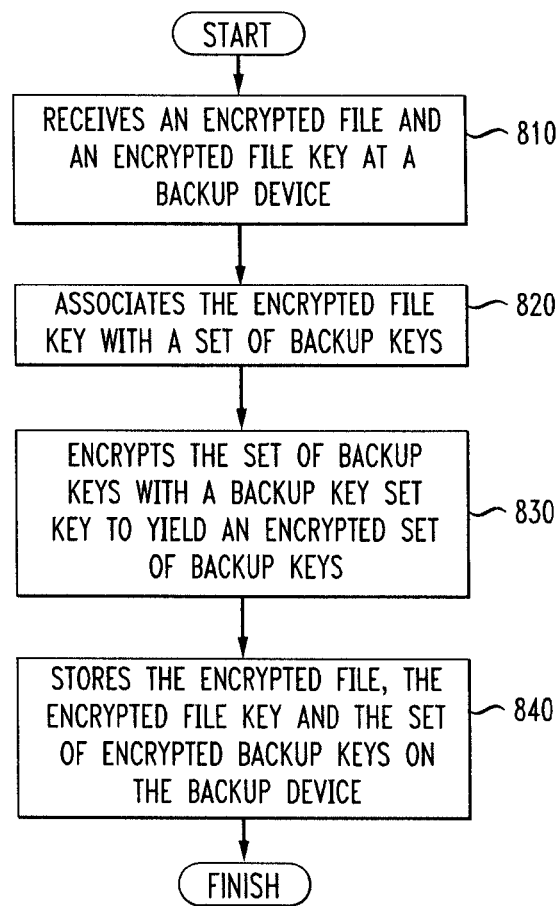 START
RECEIVES AN ENCRYPTED FILE AND
AN ENCRYPTED FILE KEY AT A
BACKUP DEVICE
810
ASSOCIATES THE ENCRYPTED FILE
KEY WITH A SET OF BACKUP KEYS
820
ENCRYPTS THE SET OF BACKUP
KEYS WITH A BACKUP KEY SET
KEY TO YIELD AN ENCRYPTED SET
OF BACKUP KEYS
830
STORES THE ENCRYPTED FILE, THE
ENCRYPTED FILE KEY AND THE SET
OF ENCRYPTED BACKUP KEYS ON
THE BACKUP DEVICE
840
FINISH